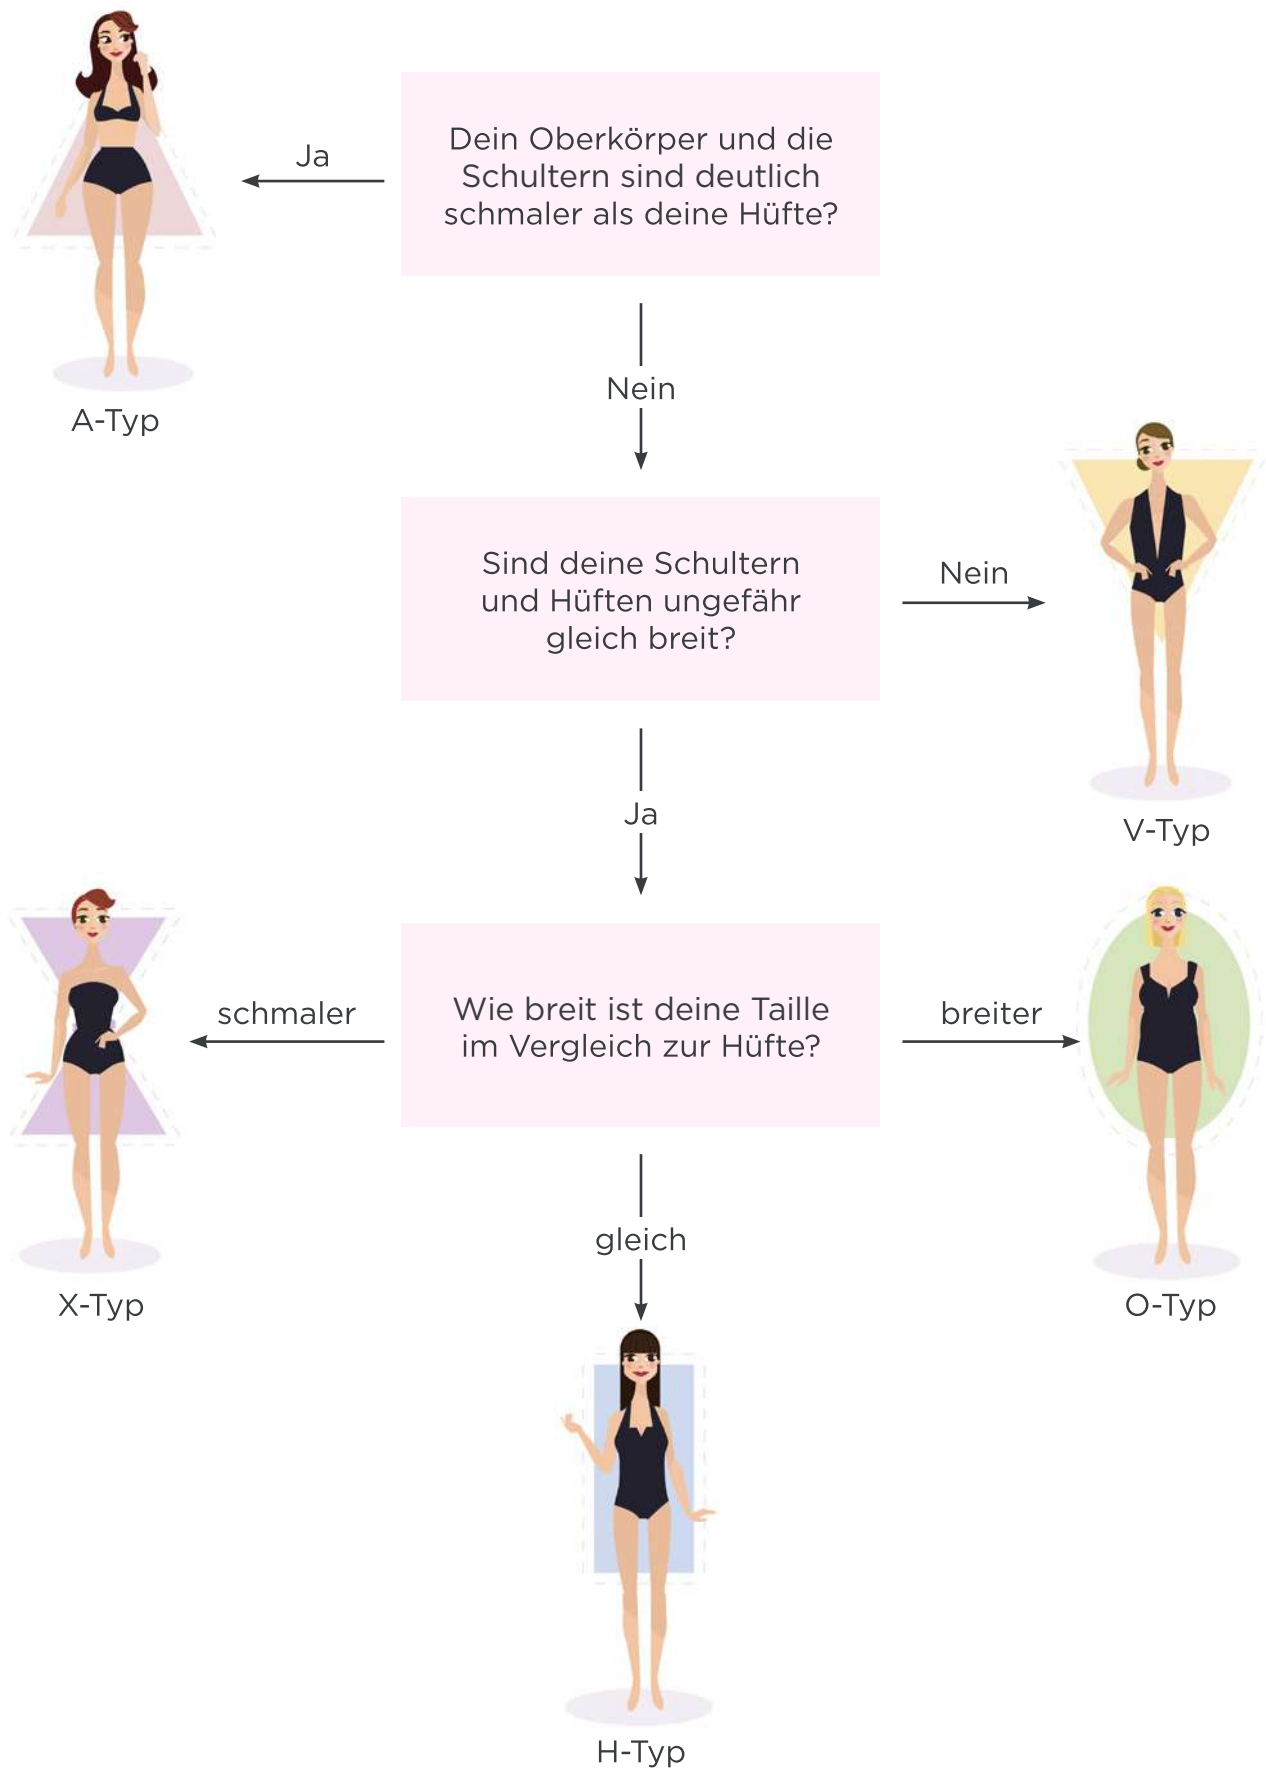 Dein Oberkörper und die
Schultern sind deutlich
schmaler als deine Hüfte?
Ja
A-Typ
Nein
Sind deine Schultern
und Hüften ungefähr
gleich breit?
Nein
V-Typ
Ja
Wie breit ist deine Taille
im Vergleich zur Hüfte?
schmaler
X-Typ
breiter
O-Typ
gleich
H-Typ